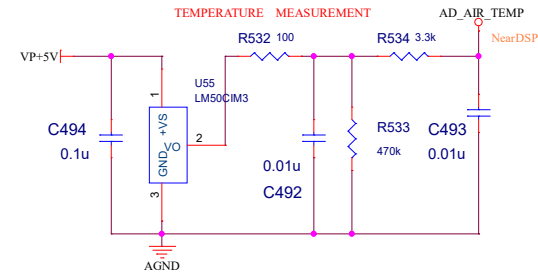 TEMPERATURE MEASUREMENT
AD_AIR_TEMP
R532 100
R534 3.3k
NearDSP
VP+5V
U55
LM50CIM3
1
+VS
C494
0.1u
VO
2
GND
3
R533
470k
C493
0.01u
0.01u
C492
AGND